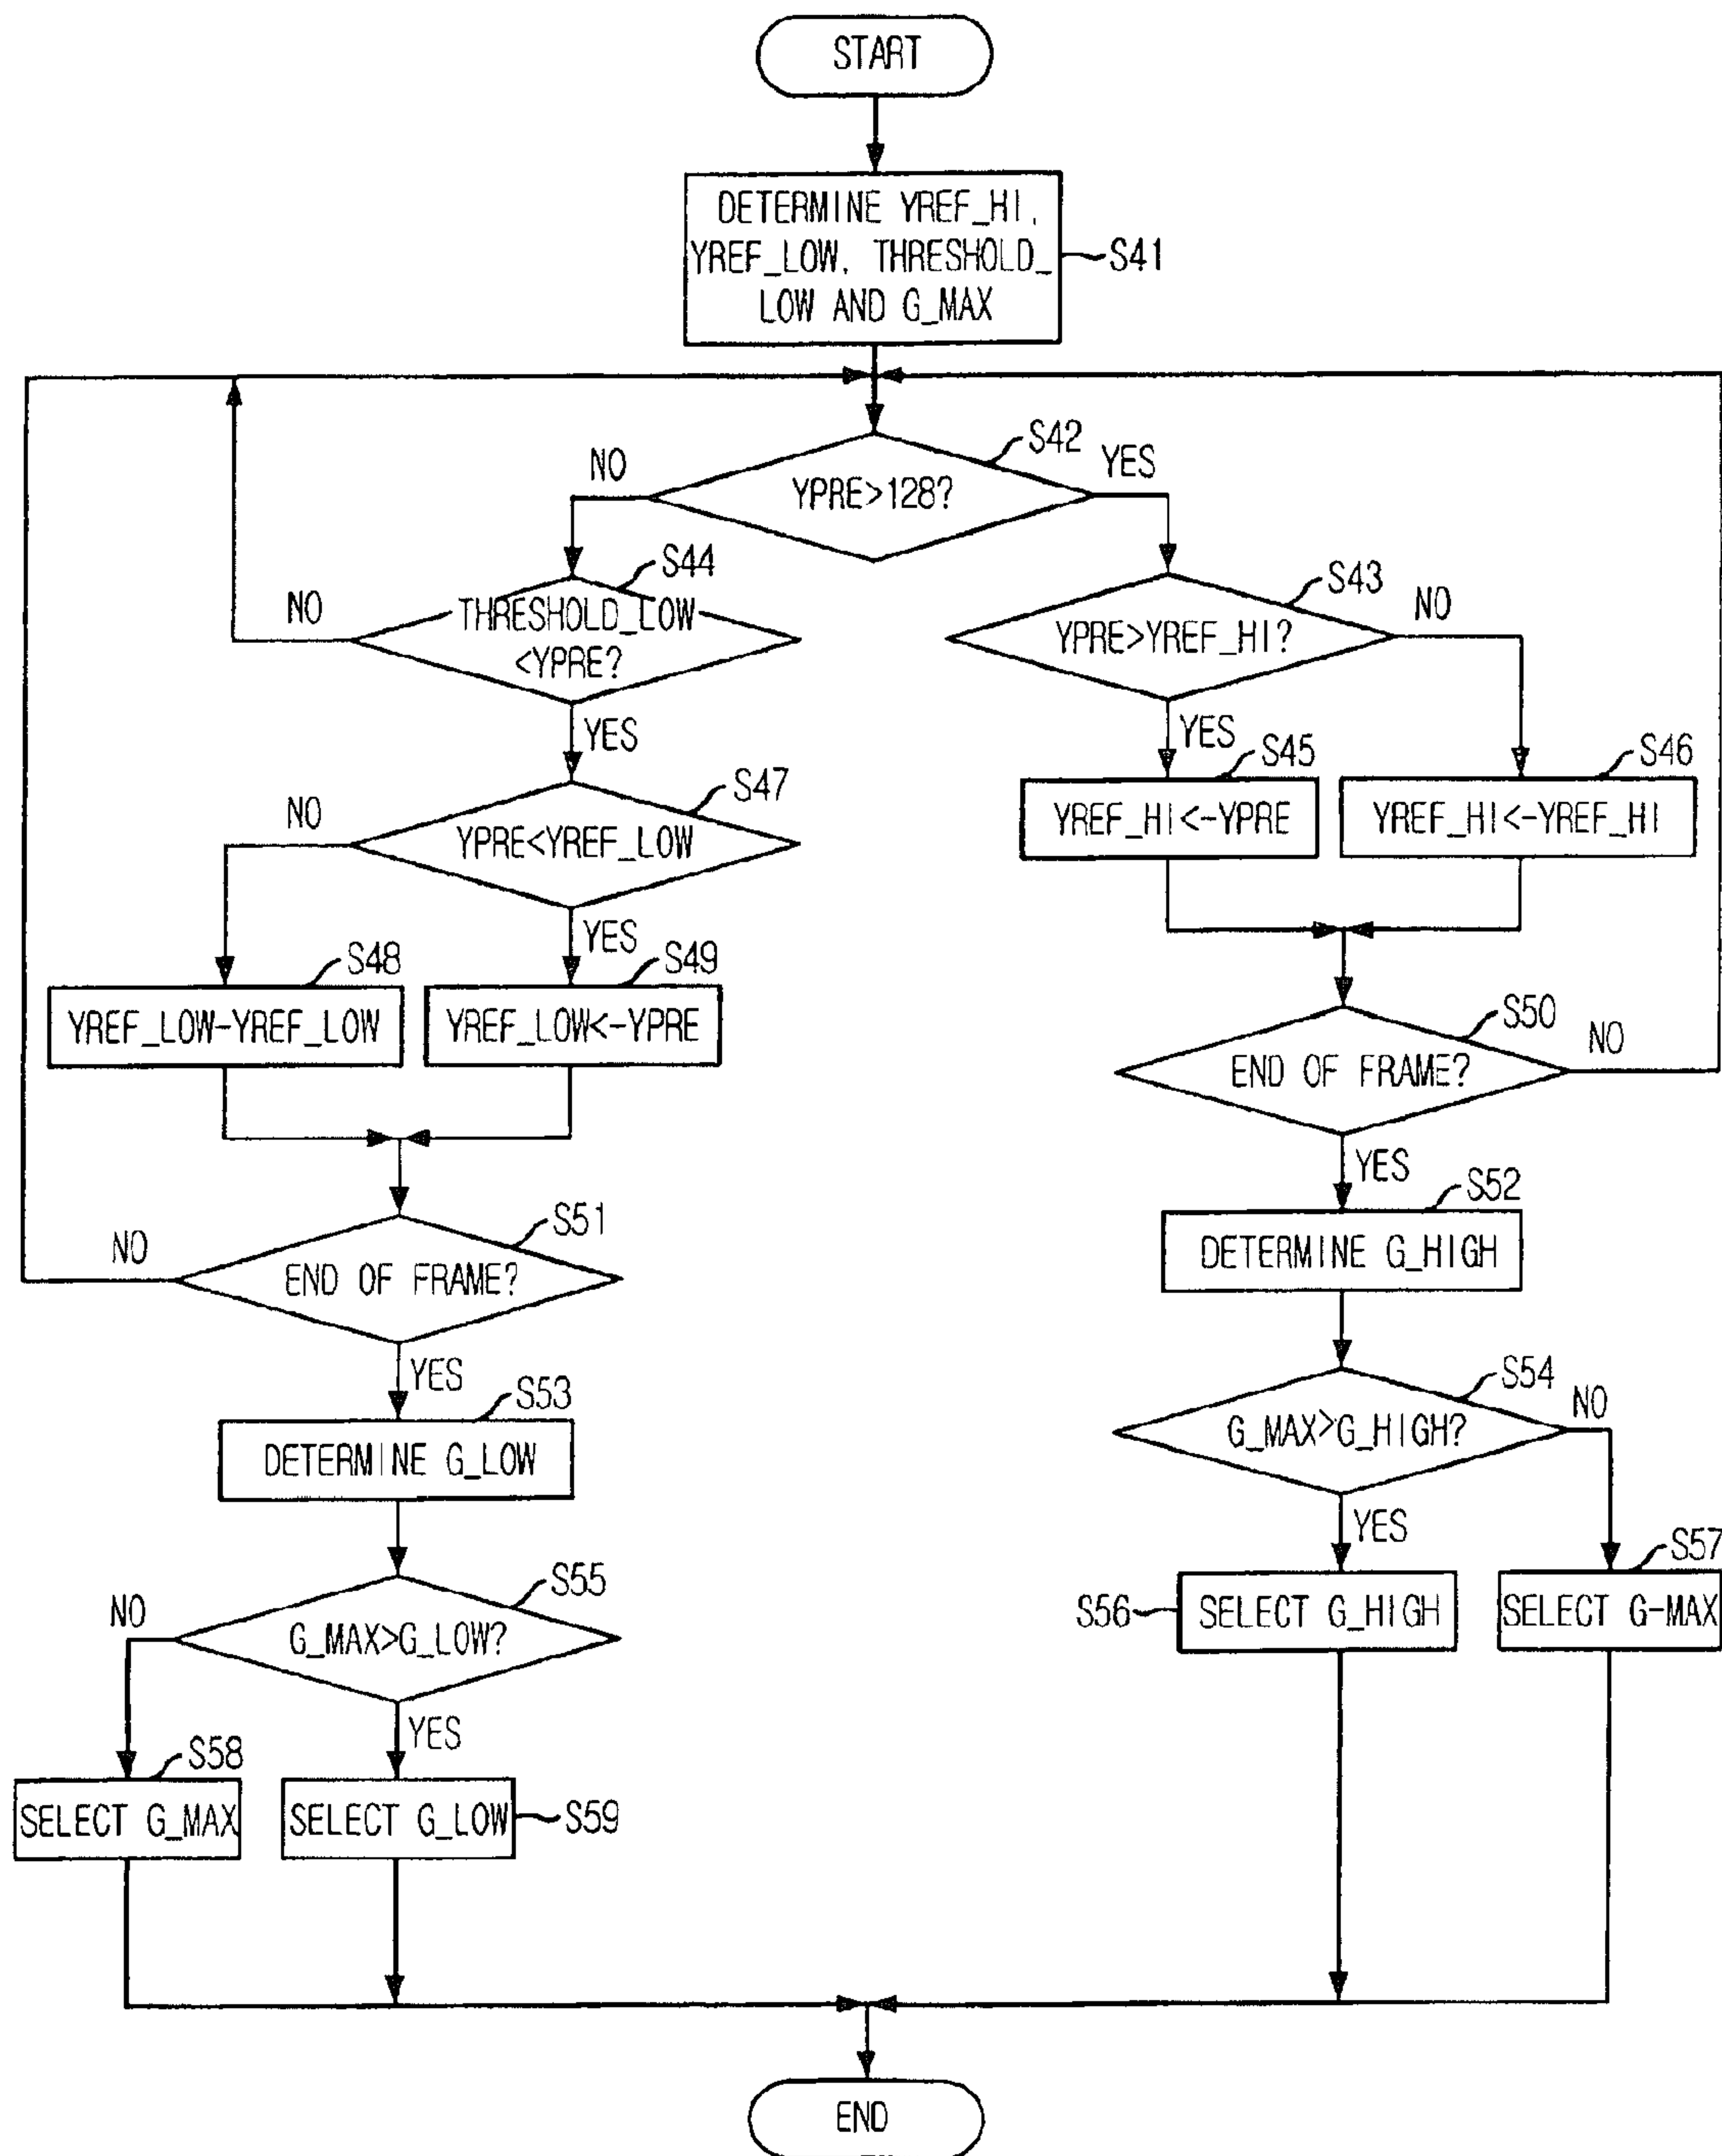 START
DETERMINE YREF_HI,
YREF_LOW, THRESHOLD_
LOW AND G_MAX
S41
S42
NO
YES
YPRE>128?
S44
S43
NO
THRESHOLD_LOW
<YPRE?
YPRE>YREF_HI?
NO
YES
YES
S47
S45
S46
NO
YPRE<YREF_LOW
YREF_HI<-YPRE
YREF_HI<-YREF_HI
YES
S48
S49
S50
YREF_LOW-YREF_LOW
YREF_LOW<-YPRE
END OF FRAME?
NO
YES
S51
S52
NO
END OF FRAME?
DETERMINE G_HIGH
YES
S53
S54
NO
DETERMINE G_LOW
G_MAX>G_HIGH?
YES
S55
S57
NO
G_MAX>G_LOW?
S56
SELECT G_HIGH
SELECT G-MAX
YES
S58
SELECT G_MAX
SELECT G_LOW
S59
END